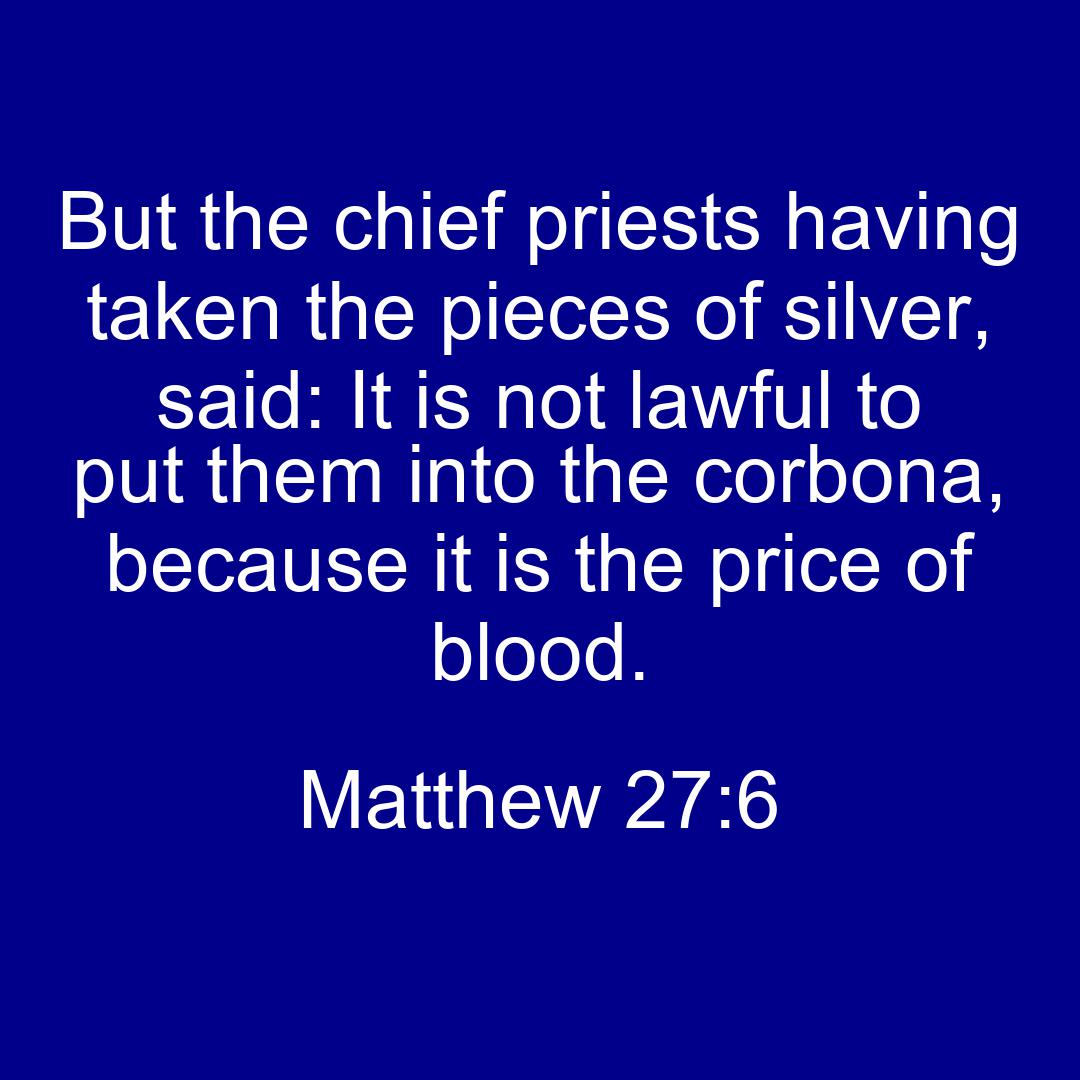 But the chief priests having
taken the pieces of silver,
said: It is not lawful to
put them into the corbona,
because it is the price of
blood.
Matthew 27:6